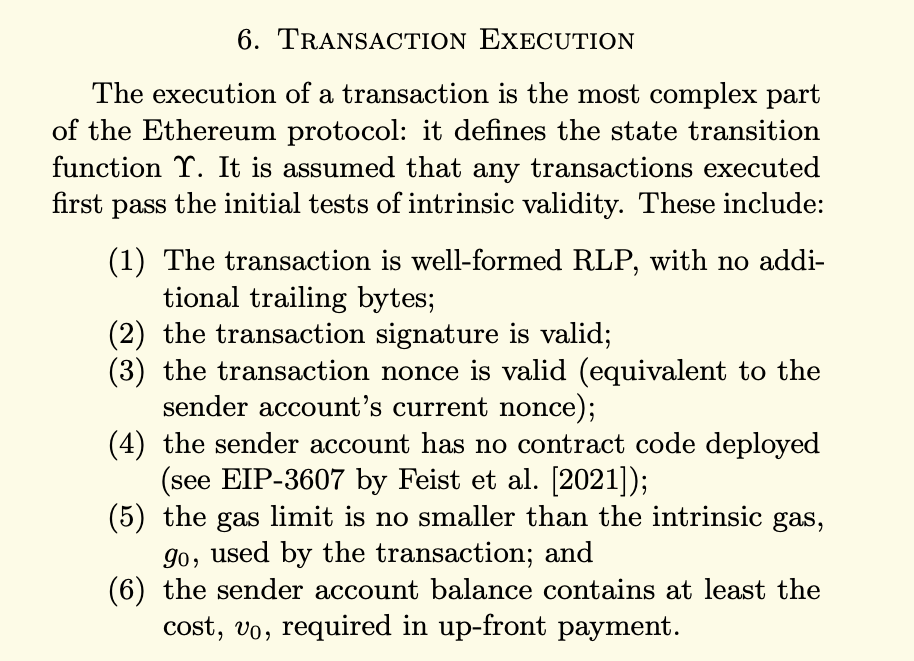 6. Transaction Execution
The execution of a transaction is the most complex part
of the Ethereum protocol: it defines the state transition
function ϒ. It is assumed that any transactions executed
first pass the initial tests of intrinsic validity. These include:
(1) The transaction is well-formed RLP, with no addi-
tional trailing bytes;
(2) the transaction signature is valid;
(3) the transaction nonce is valid (equivalent to the
sender account’s current nonce);
(4) the sender account has no contract code deployed
(see EIP-3607 by Feist et al. [2021]);
(5) the gas limit is no smaller than the intrinsic gas,
g₀, used by the transaction; and
(6) the sender account balance contains at least the
cost, v₀, required in up-front payment.